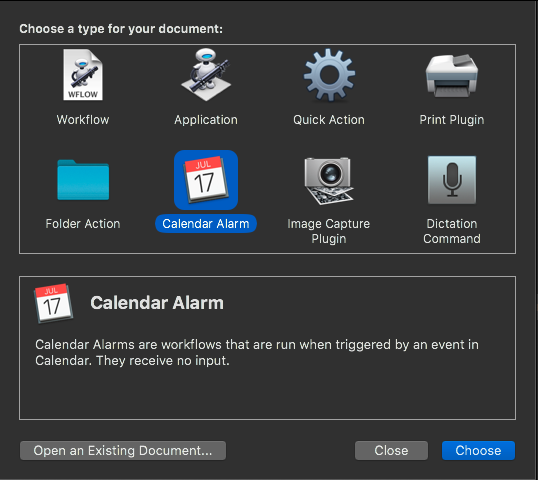 Choose a type for your document:
WFLOW
Workflow
Application
Quick Action
Print Plugin
JUL
17
Folder Action
Calendar Alarm
Image Capture
Plugin
Dictation
Command
JUL
17
Calendar Alarm
Calendar Alarms are workflows that are run when triggered by an event in
Calendar. They receive no input.
Open an Existing Document...
Close
Choose